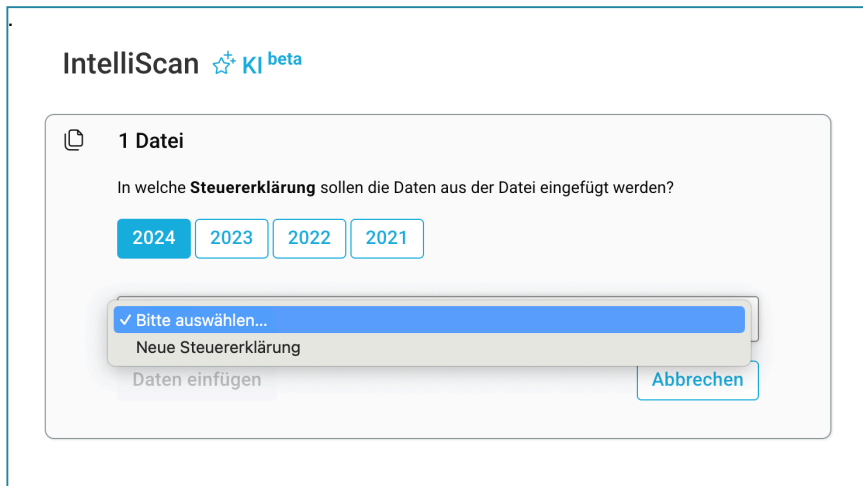 .
IntelliScan KI beta
1 Datei
In welche Steuererklärung sollen die Daten aus der Datei eingefügt werden?
2024 2023 2022 2021
✓ Bitte auswählen...
Neue Steuererklärung
Daten einfügen Abbrechen